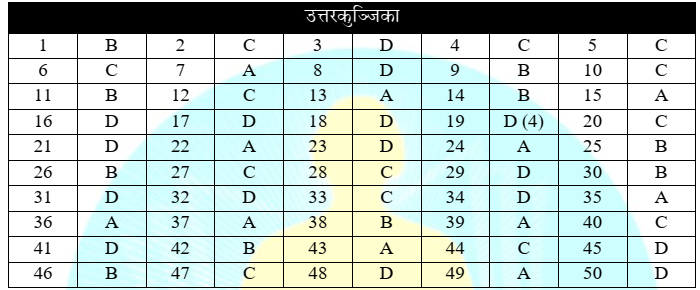 उत्तरकुञ्जिका
1 B 2 C 3 D 4 C 5 C
6 C 7 A 8 D 9 B 10 C
11 B 12 C 13 A 14 B 15 A
16 D 17 D 18 D 19 D (4) 20 C
21 D 22 A 23 D 24 A 25 B
26 B 27 C 28 C 29 D 30 B
31 D 32 D 33 C 34 D 35 A
36 A 37 A 38 B 39 A 40 C
41 D 42 B 43 A 44 C 45 D
46 B 47 C 48 D 49 A 50 D